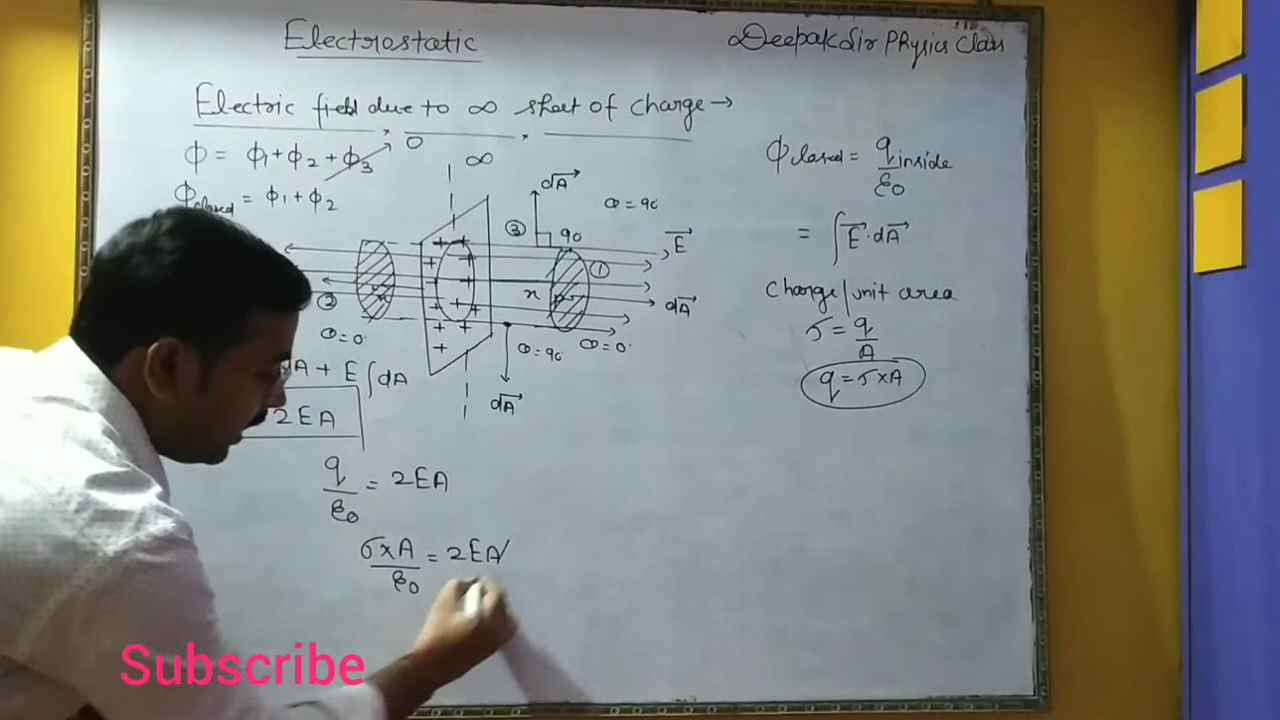 Electrostatic
Deepak Sir Physics Class
Electric field due to ∞ sheet of charge →
ϕ = ϕ₁ + ϕ₂ + ϕ₃ 0
ϕclosed = ϕ₁ + ϕ₂
∞
dA→
Θ = 90
③
90
E→
①
x
dA→
②
Θ = 0
Θ = 90
Θ = 0
dA→
dA + E∫dA
2EA
q/ε₀ = 2EA
σ×A/ε₀ = 2EA
ϕclosed = qinside/ε₀
= ∫E→·dA→
Charge/unit area
σ = q/A
q = σ×A
+ + + + + + + + + + + +
Subscribe